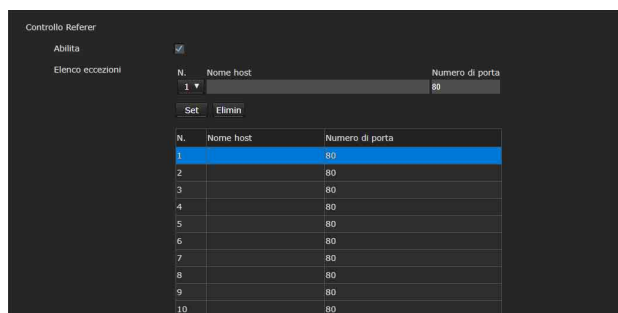 Controllo Referer
Abilita
Elenco eccezioni
N. Nome host Numero di porta
1 80
Set Elimin
N. Nome host Numero di porta
1 80
2 80
3 80
4 80
5 80
6 80
7 80
8 80
9 80
10 80